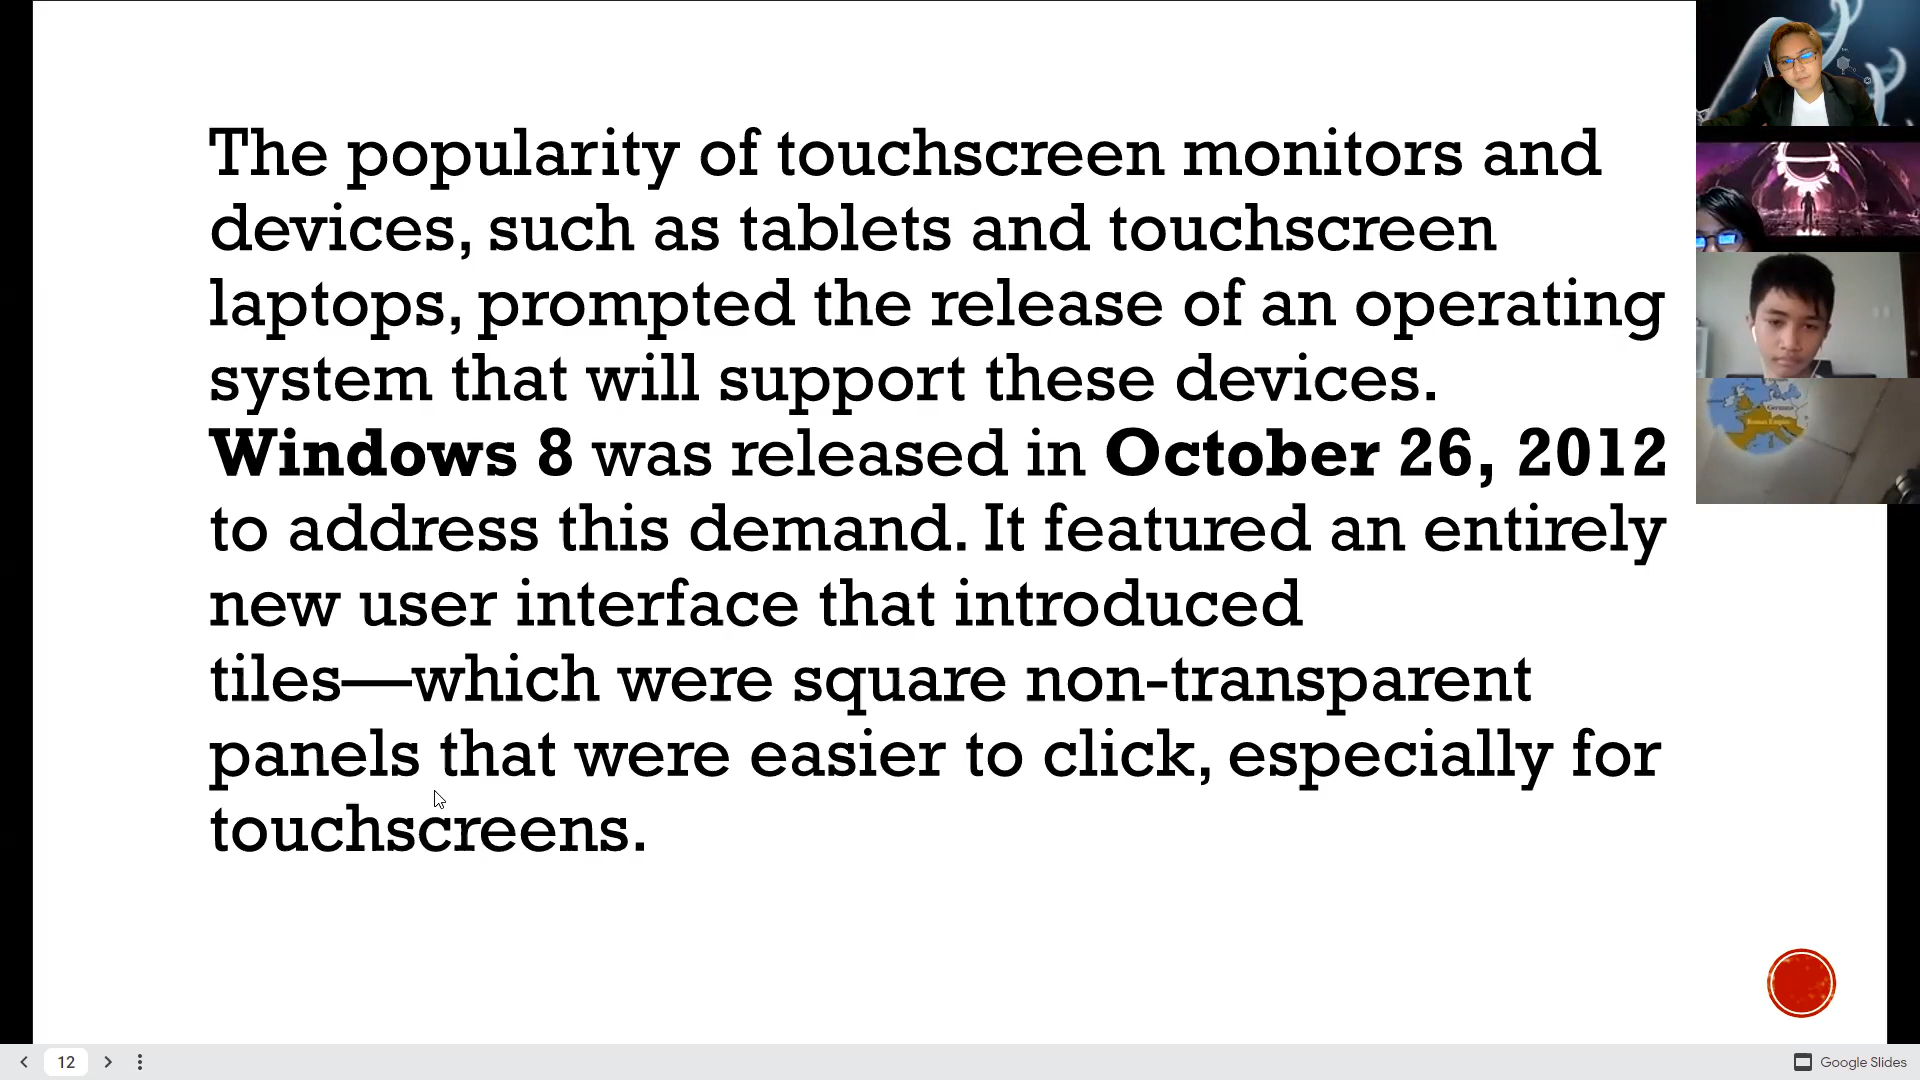 The popularity of touchscreen monitors and
devices, such as tablets and touchscreen
laptops, prompted the release of an operating
system that will support these devices.
Windows 8 was released in October 26, 2012
to address this demand. It featured an entirely
new user interface that introduced
tiles—which were square non-transparent
panels that were easier to click, especially for
touchscreens.
Germania
Roman Empire
12
Google Slides